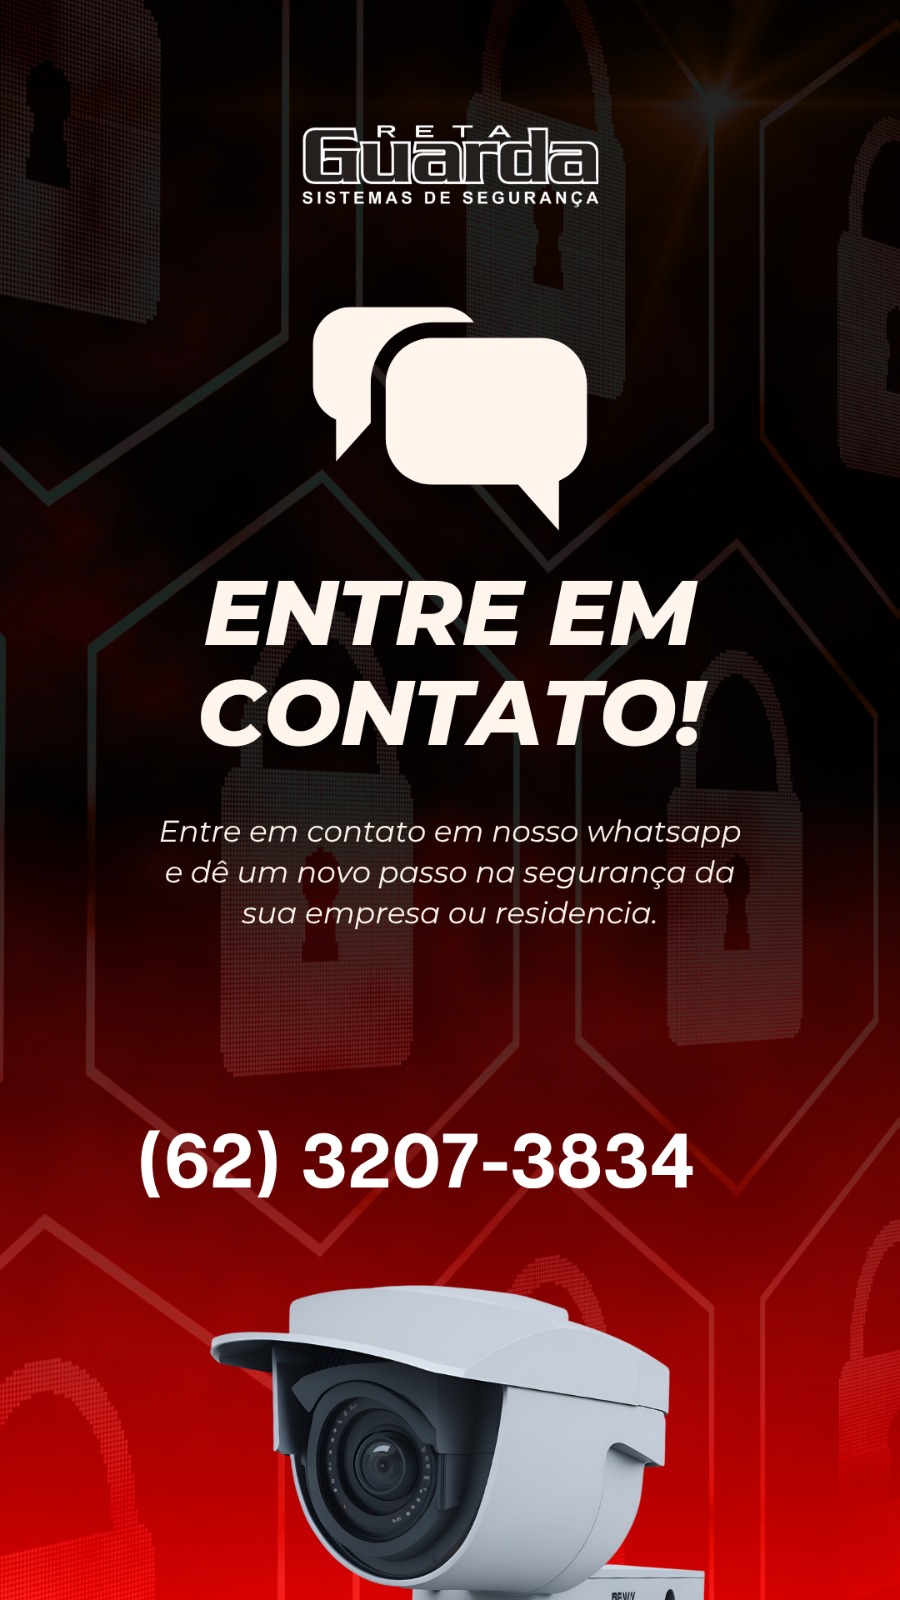 RETA
Guarda
SISTEMAS DE SEGURANÇA
ENTRE EM
CONTATO!
Entre em contato em nosso whatsapp
e dê um novo passo na segurança da
sua empresa ou residencia.
(62) 3207-3834